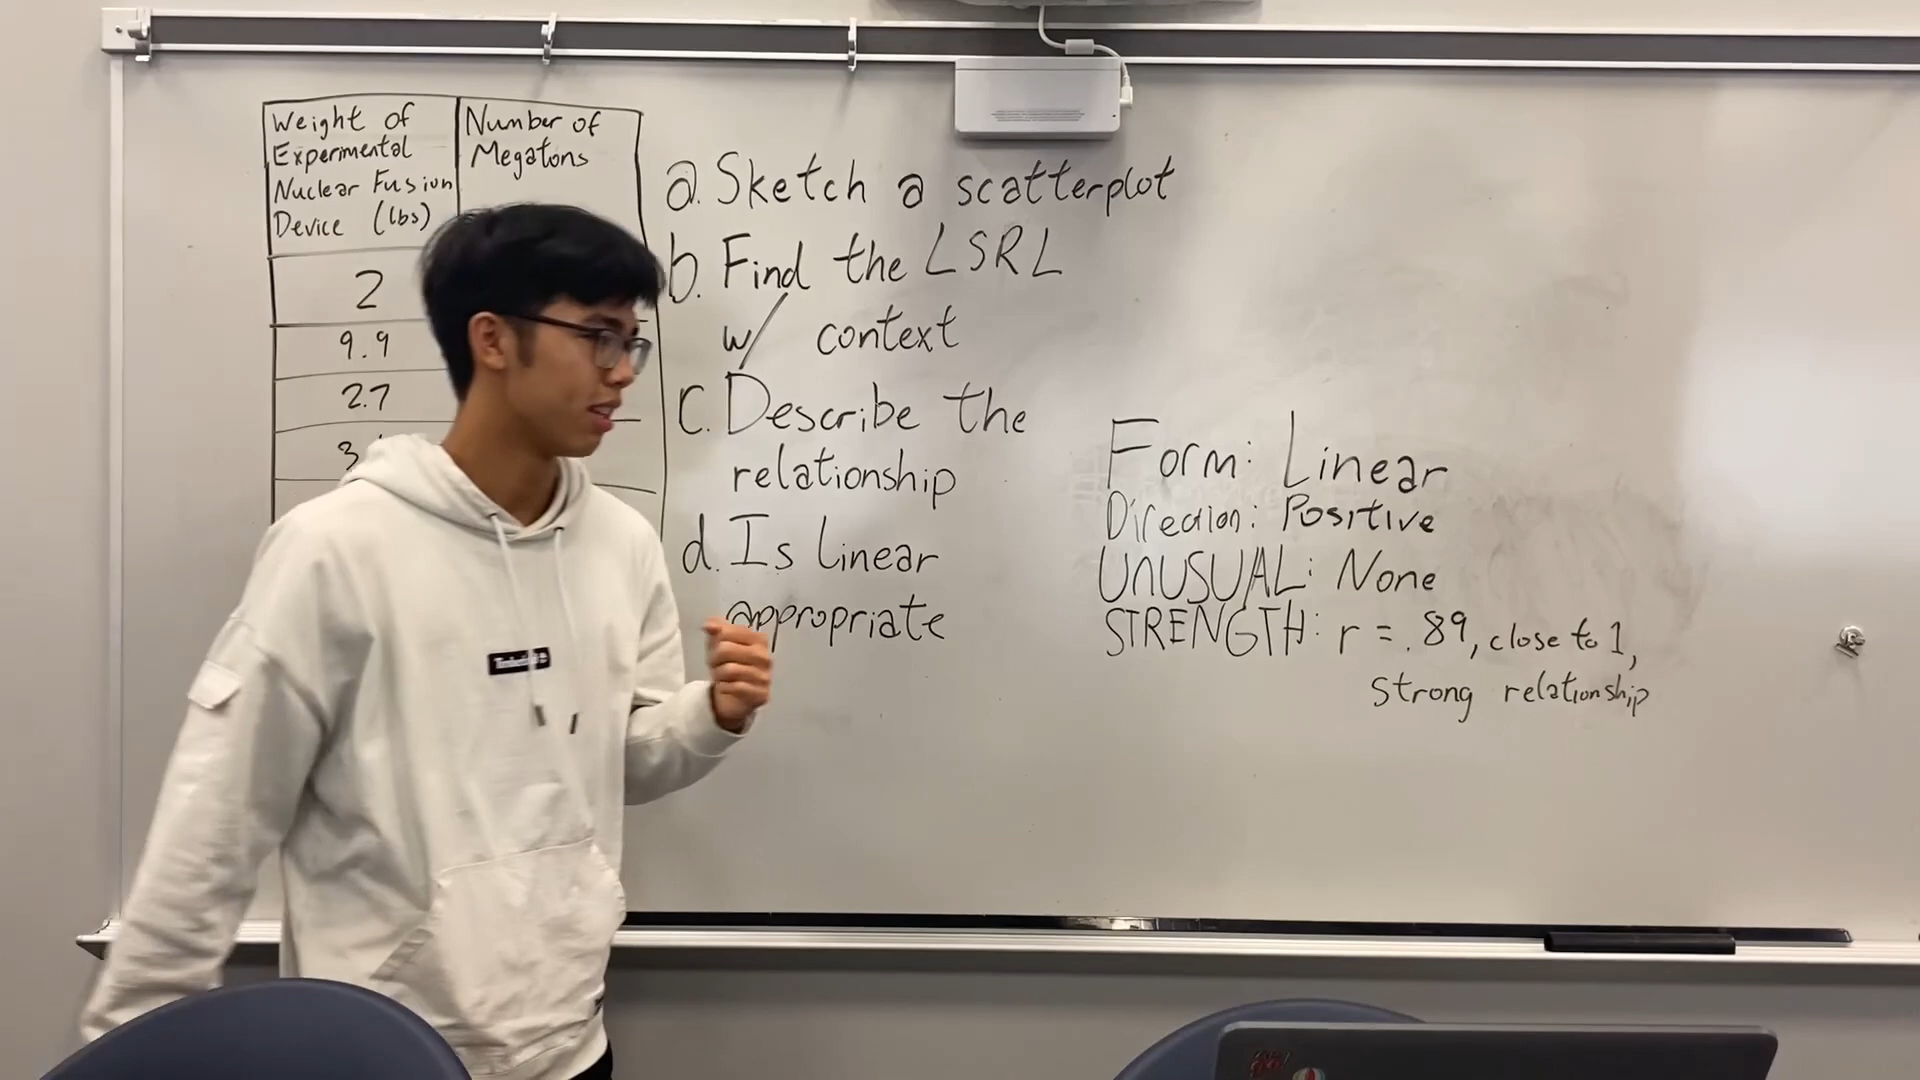 Weight of
Experimental
Nuclear Fusion
Device (lbs)
Number of
Megatons
2
9.9
2.7
3
a. Sketch a scatterplot
b. Find the LSRL
w/ context
c. Describe the
relationship
d. Is linear
appropriate
Form: Linear
Direction: Positive
UNUSUAL: None
STRENGTH: r = .89, close to 1,
strong relationship